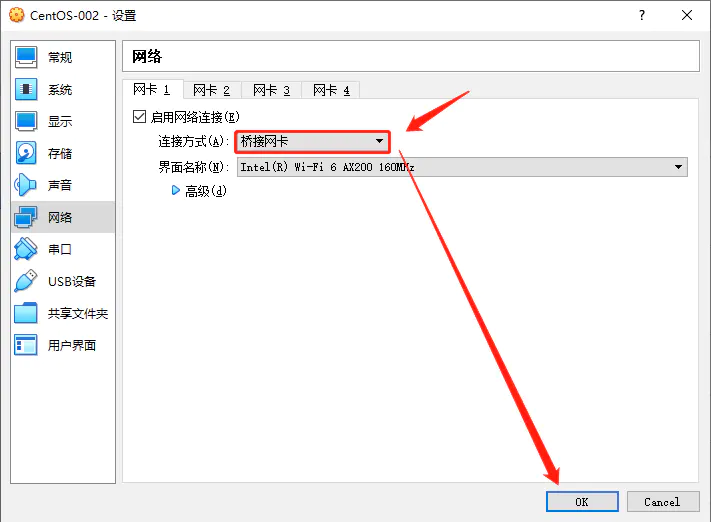 CentOS-002 - 设置
常规
系统
显示
存储
声音
网络
串口
USB设备
共享文件夹
用户界面
网络
网卡 1 网卡 2 网卡 3 网卡 4
启用网络连接(E)
连接方式(A): 桥接网卡
界面名称(N): Intel(R) Wi-Fi 6 AX200 160MHz
高级(d)
OK Cancel